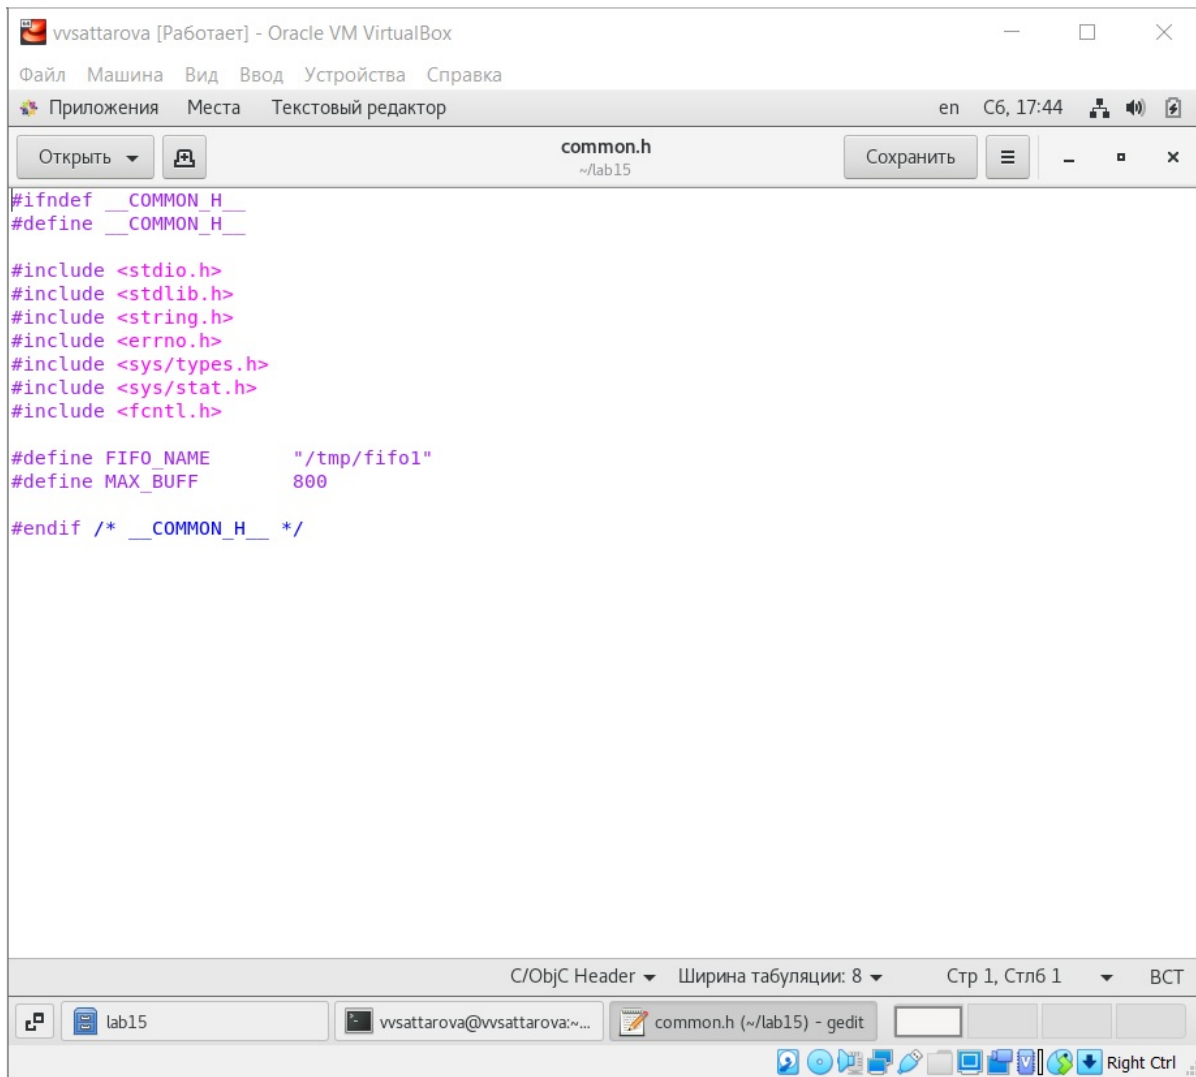 vvsattarova [Работает] - Oracle VM VirtualBox
Файл Машина Вид Ввод Устройства Справка
Приложения Места Текстовый редактор en Сб, 17:44
Открыть common.h Сохранить
~/lab15
#ifndef __COMMON_H__
#define __COMMON_H__
#include <stdio.h>
#include <stdlib.h>
#include <string.h>
#include <errno.h>
#include <sys/types.h>
#include <sys/stat.h>
#include <fcntl.h>
#define FIFO_NAME "/tmp/fifo1"
#define MAX_BUFF 800
#endif /* __COMMON_H__ */
C/ObjC Header Ширина табуляции: 8 Стр 1, Стлб 1 ВСТ
lab15 vvsattarova@vvsattarova:~... common.h (~/lab15) - gedit
Right Ctrl